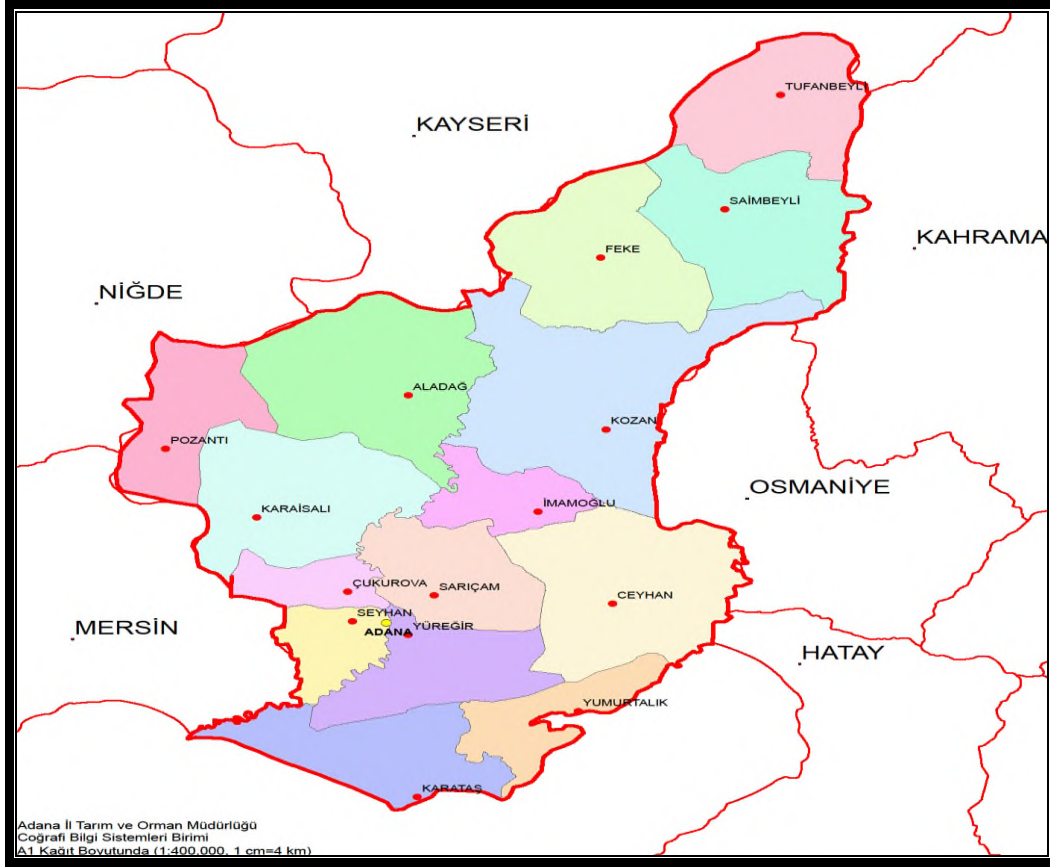 TUFANBEYLİ
KAYSERİ
SAİMBEYLİ
KAHRAMA
FEKE
NİĞDE
ALADAĞ
KOZAN
POZANTI
OSMANİYE
KARAİSALI
İMAMOĞLU
ÇUKUROVA
SARIÇAM
CEYHAN
SEYHAN
MERSİN
ADANA
YÜREĞİR
HATAY
YUMURTALIK
KARATAŞ
Adana İl Tarım ve Orman Müdürlüğü
Coğrafi Bilgi Sistemleri Birimi
A1 Kağıt Boyutunda (1:400.000, 1 cm=4 km)